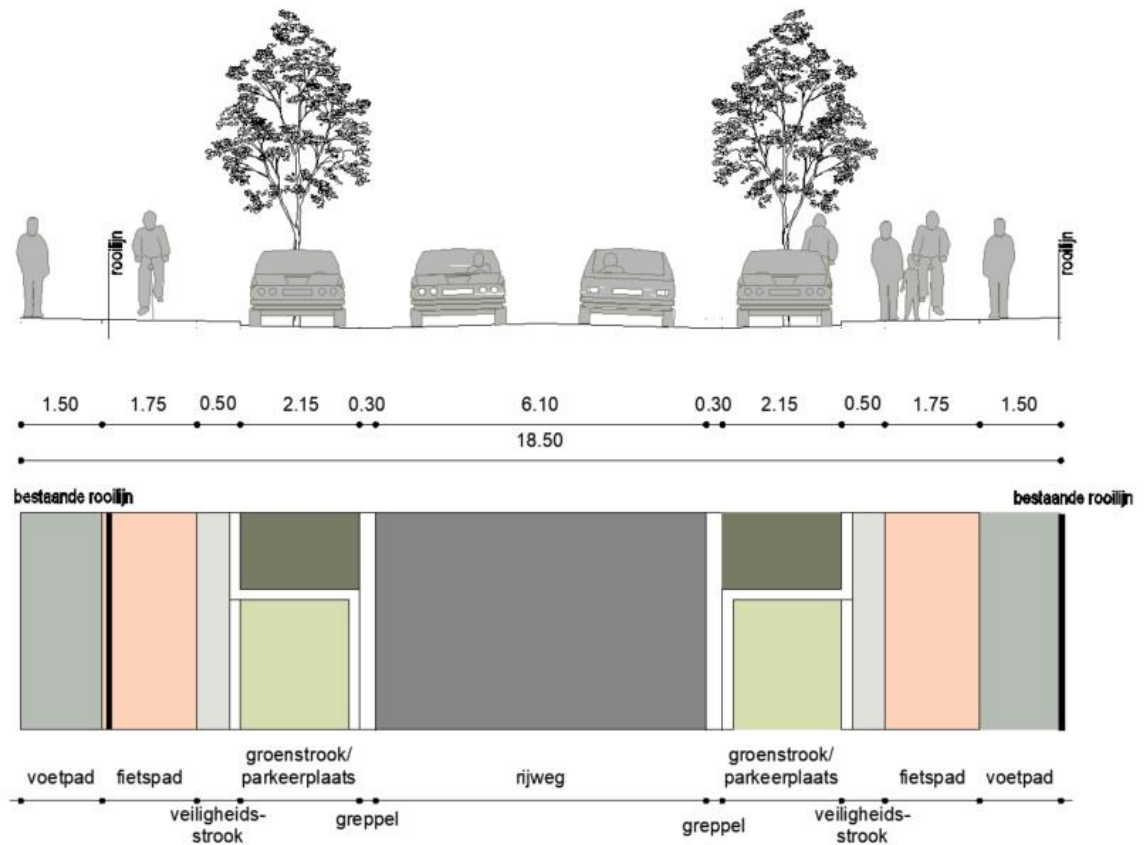 rooilijn
rooilijn
1.50 1.75 0.50 2.15 0.30 6.10 0.30 2.15 0.50 1.75 1.50
18.50
bestaande rooilijn
bestaande rooilijn
voetpad fietspad groenstrook/
parkeerplaats rijweg groenstrook/
parkeerplaats fietspad voetpad
veiligheids-
strook
greppel
greppel
veiligheids-
strook